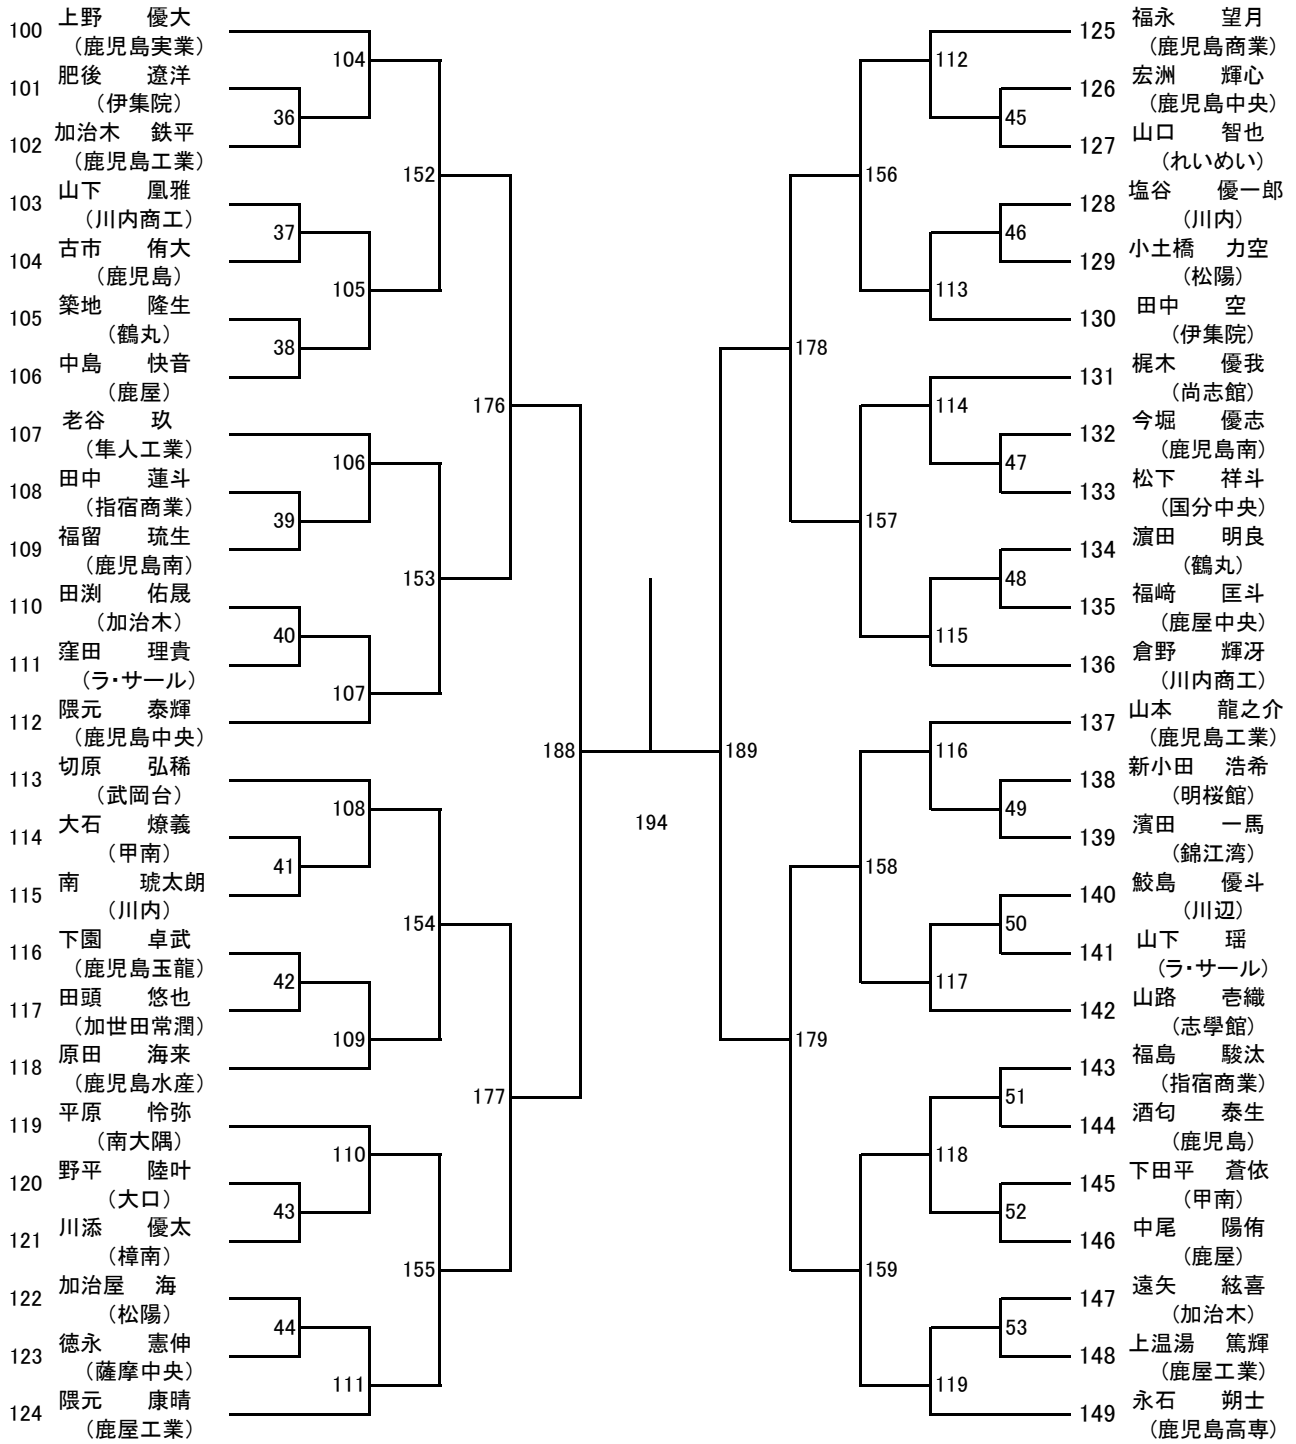 100 上野 優大
（鹿児島実業）
101 肥後 遼洋
（伊集院）
102 加治木 鉄平
（鹿児島工業）
103 山下 凰雅
（川内商工）
104 古市 侑大
（鹿児島）
105 築地 隆生
（鶴丸）
106 中島 快音
（鹿屋）
107 老谷 玖
（隼人工業）
108 田中 蓮斗
（指宿商業）
109 福留 琉生
（鹿児島南）
110 田渕 佑晟
（加治木）
111 窪田 理貴
（ラ・サール）
112 隈元 泰輝
（鹿児島中央）
113 切原 弘稀
（武岡台）
114 大石 燎義
（甲南）
115 南 琥太朗
（川内）
116 下園 卓武
（鹿児島玉龍）
117 田頭 悠也
（加世田常潤）
118 原田 海来
（鹿児島水産）
119 平原 怜弥
（南大隅）
120 野平 陸叶
（大口）
121 川添 優太
（樟南）
122 加治屋 海
（松陽）
123 徳永 憲伸
（薩摩中央）
124 隈元 康晴
（鹿屋工業）
104
36
37
105
38
106
39
40
107
108
41
42
109
110
43
44
111
152
153
154
155
176
177
188
194
189
178
179
156
157
158
159
112
45
46
113
114
47
48
115
116
49
50
117
51
118
52
53
119
125 福永 望月
（鹿児島商業）
126 宏洲 輝心
（鹿児島中央）
127 山口 智也
（れいめい）
128 塩谷 優一郎
（川内）
129 小土橋 力空
（松陽）
130 田中 空
（伊集院）
131 梶木 優我
（尚志館）
132 今堀 優志
（鹿児島南）
133 松下 祥斗
（国分中央）
134 濵田 明良
（鶴丸）
135 福﨑 匡斗
（鹿屋中央）
136 倉野 輝冴
（川内商工）
137 山本 龍之介
（鹿児島工業）
138 新小田 浩希
（明桜館）
139 濱田 一馬
（錦江湾）
140 鮫島 優斗
（川辺）
141 山下 瑶
（ラ・サール）
142 山路 壱織
（志學館）
143 福島 駿汰
（指宿商業）
144 酒匂 泰生
（鹿児島）
145 下田平 蒼依
（甲南）
146 中尾 陽侑
（鹿屋）
147 遠矢 絃喜
（加治木）
148 上温湯 篤輝
（鹿屋工業）
149 永石 朔士
（鹿児島高専）